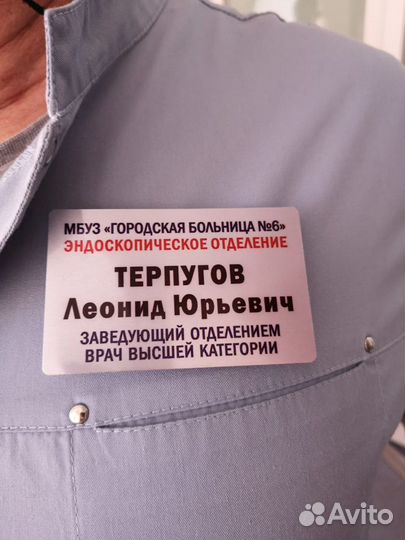 МБУЗ «ГОРОДСКАЯ БОЛЬНИЦА №6»
ЭНДОСКОПИЧЕСКОЕ ОТДЕЛЕНИЕ
ТЕРПУГОВ
Леонид Юрьевич
ЗАВЕДУЮЩИЙ ОТДЕЛЕНИЕМ
ВРАЧ ВЫСШЕЙ КАТЕГОРИИ
Avito